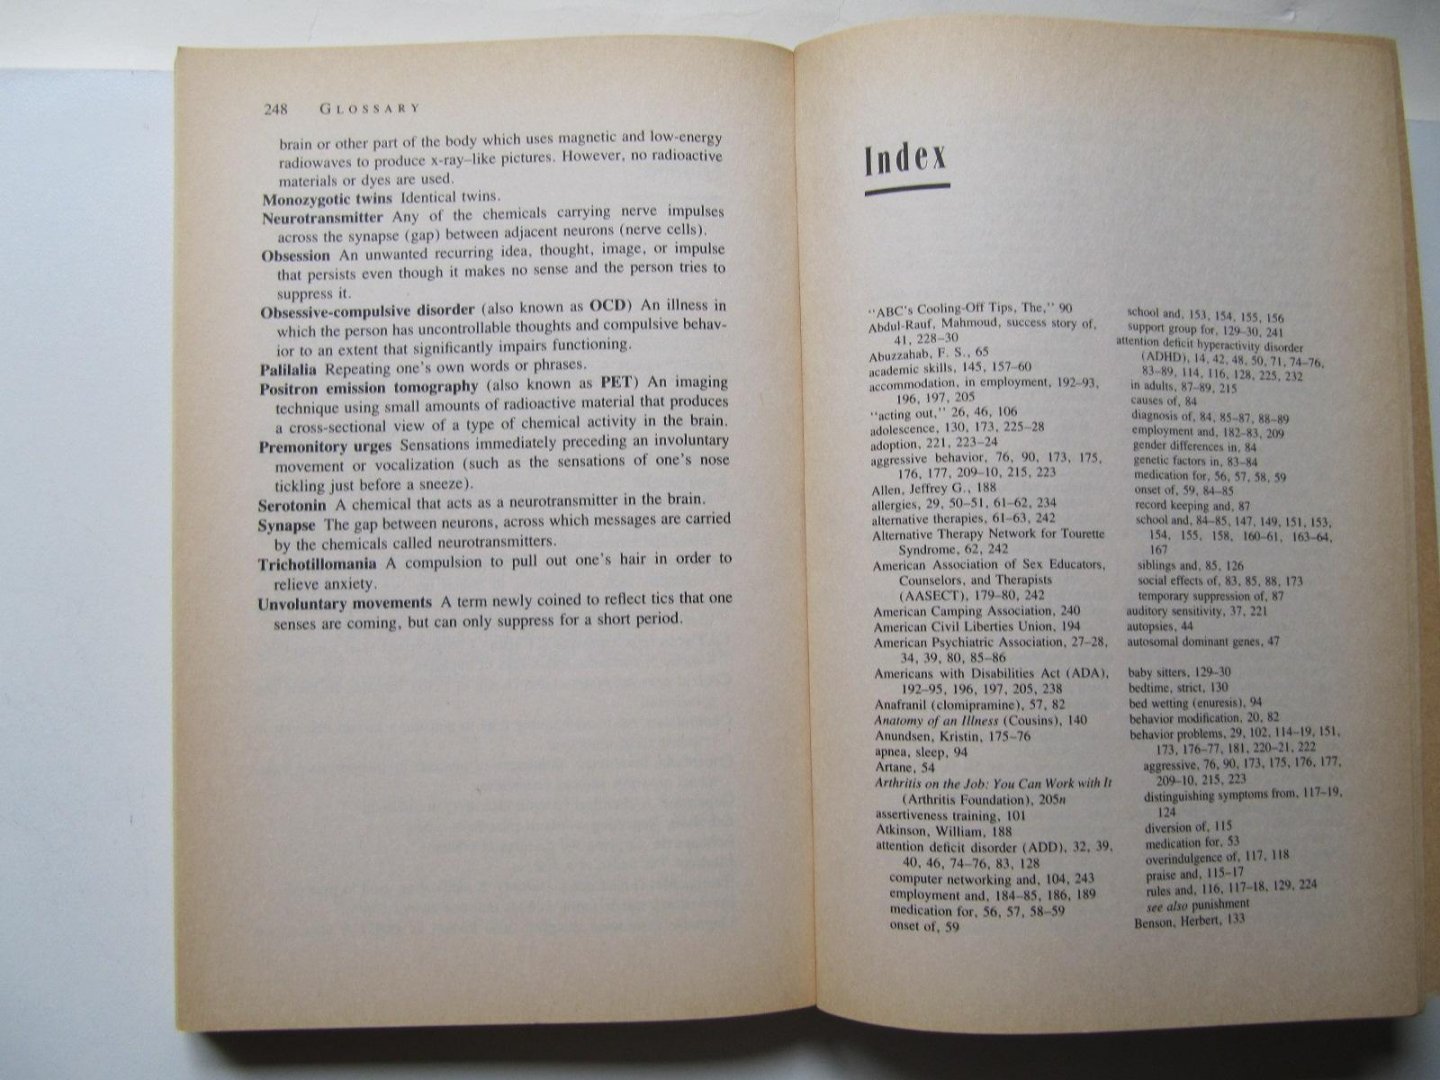 248 GLOSSARY
brain or other part of the body which uses magnetic and low-energy
radiowaves to produce x-ray–like pictures. However, no radioactive
materials or dyes are used.
Monozygotic twins Identical twins.
Neurotransmitter Any of the chemicals carrying nerve impulses
across the synapse (gap) between adjacent neurons (nerve cells).
Obsession An unwanted recurring idea, thought, image, or impulse
that persists even though it makes no sense and the person tries to
suppress it.
Obsessive-compulsive disorder (also known as OCD) An illness in
which the person has uncontrollable thoughts and compulsive behav-
ior to an extent that significantly impairs functioning.
Palilalia Repeating one's own words or phrases.
Positron emission tomography (also known as PET) An imaging
technique using small amounts of radioactive material that produces
a cross-sectional view of a type of chemical activity in the brain.
Premonitory urges Sensations immediately preceding an involuntary
movement or vocalization (such as the sensations of one's nose
tickling just before a sneeze).
Serotonin A chemical that acts as a neurotransmitter in the brain.
Synapse The gap between neurons, across which messages are carried
by the chemicals called neurotransmitters.
Trichotillomania A compulsion to pull out one's hair in order to
relieve anxiety.
Unvoluntary movements A term newly coined to reflect tics that one
senses are coming, but can only suppress for a short period.
Index
"ABC's Cooling-Off Tips, The," 90
Abdul-Rauf, Mahmoud, success story of,
41, 228–30
Abuzzahab, F. S., 65
academic skills, 145, 157–60
accommodation, in employment, 192–93,
196, 197, 205
"acting out," 26, 46, 106
adolescence, 130, 173, 225–28
adoption, 221, 223–24
aggressive behavior, 76, 90, 173, 175,
176, 177, 209–10, 215, 223
Allen, Jeffrey G., 188
allergies, 29, 50–51, 61–62, 234
alternative therapies, 61–63, 242
Alternative Therapy Network for Tourette
Syndrome, 62, 242
American Association of Sex Educators,
Counselors, and Therapists
(AASECT), 179–80, 242
American Camping Association, 240
American Civil Liberties Union, 194
American Psychiatric Association, 27–28,
34, 39, 80, 85–86
Americans with Disabilities Act (ADA),
192–95, 196, 197, 205, 238
Anafranil (clomipramine), 57, 82
Anatomy of an Illness (Cousins), 140
Anundsen, Kristin, 175–76
apnea, sleep, 94
Artane, 54
Arthritis on the Job: You Can Work with It
(Arthritis Foundation), 205n
assertiveness training, 101
Atkinson, William, 188
attention deficit disorder (ADD), 32, 39,
40, 46, 74–76, 83, 128
computer networking and, 104, 243
employment and, 184–85, 186, 189
medication for, 56, 57, 58–59
onset of, 59
school and, 153, 154, 155, 156
support group for, 129–30, 241
attention deficit hyperactivity disorder
(ADHD), 14, 42, 48, 50, 71, 74–76,
83–89, 114, 116, 128, 225, 232
in adults, 87–89, 215
causes of, 84
diagnosis of, 84, 85–87, 88–89
employment and, 182–83, 209
gender differences in, 84
genetic factors in, 83–84
medication for, 56, 57, 58, 59
onset of, 59, 84–85
record keeping and, 87
school and, 84–85, 147, 149, 151, 153,
154, 155, 158, 160–61, 163–64,
167
siblings and, 85, 126
social effects of, 83, 85, 88, 173
temporary suppression of, 87
auditory sensitivity, 37, 221
autopsies, 44
autosomal dominant genes, 47
baby sitters, 129–30
bedtime, strict, 130
bed wetting (enuresis), 94
behavior modification, 20, 82
behavior problems, 29, 102, 114–19, 151,
173, 176–77, 181, 220–21, 222
aggressive, 76, 90, 173, 175, 176, 177,
209–10, 215, 223
distinguishing symptoms from, 117–19,
124
diversion of, 115
medication for, 53
overindulgence of, 117, 118
praise and, 115–17
rules and, 116, 117–18, 129, 224
see also punishment
Benson, Herbert, 133